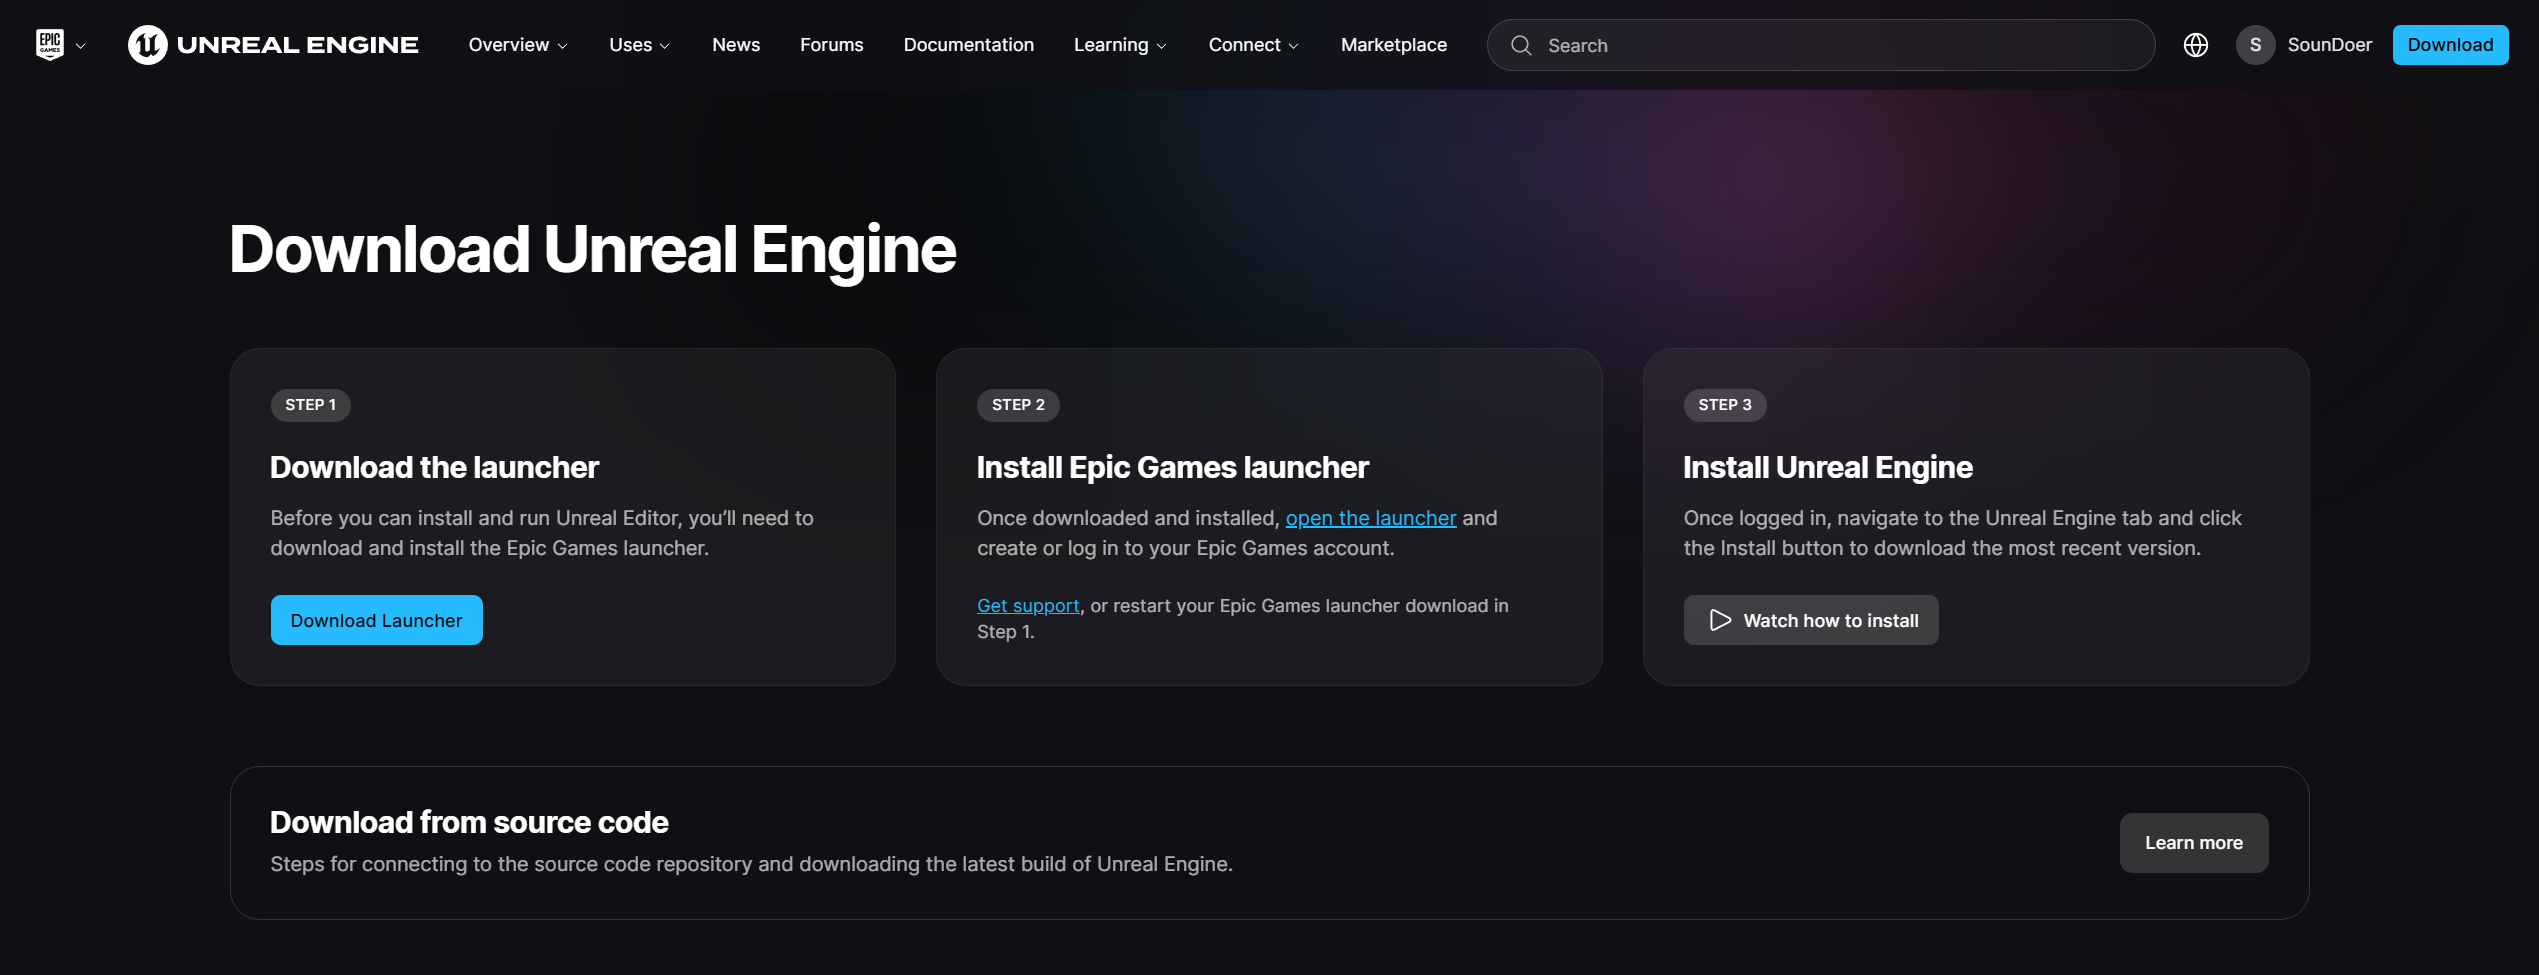 EPIC GAMES
UNREAL ENGINE
Overview
Uses
News
Forums
Documentation
Learning
Connect
Marketplace
Search
S
SounDoer
Download
Download Unreal Engine
STEP 1
Download the launcher
Before you can install and run Unreal Editor, you’ll need to
download and install the Epic Games launcher.
Download Launcher
STEP 2
Install Epic Games launcher
Once downloaded and installed, open the launcher and
create or log in to your Epic Games account.
Get support, or restart your Epic Games launcher download in
Step 1.
STEP 3
Install Unreal Engine
Once logged in, navigate to the Unreal Engine tab and click
the Install button to download the most recent version.
Watch how to install
Download from source code
Steps for connecting to the source code repository and downloading the latest build of Unreal Engine.
Learn more